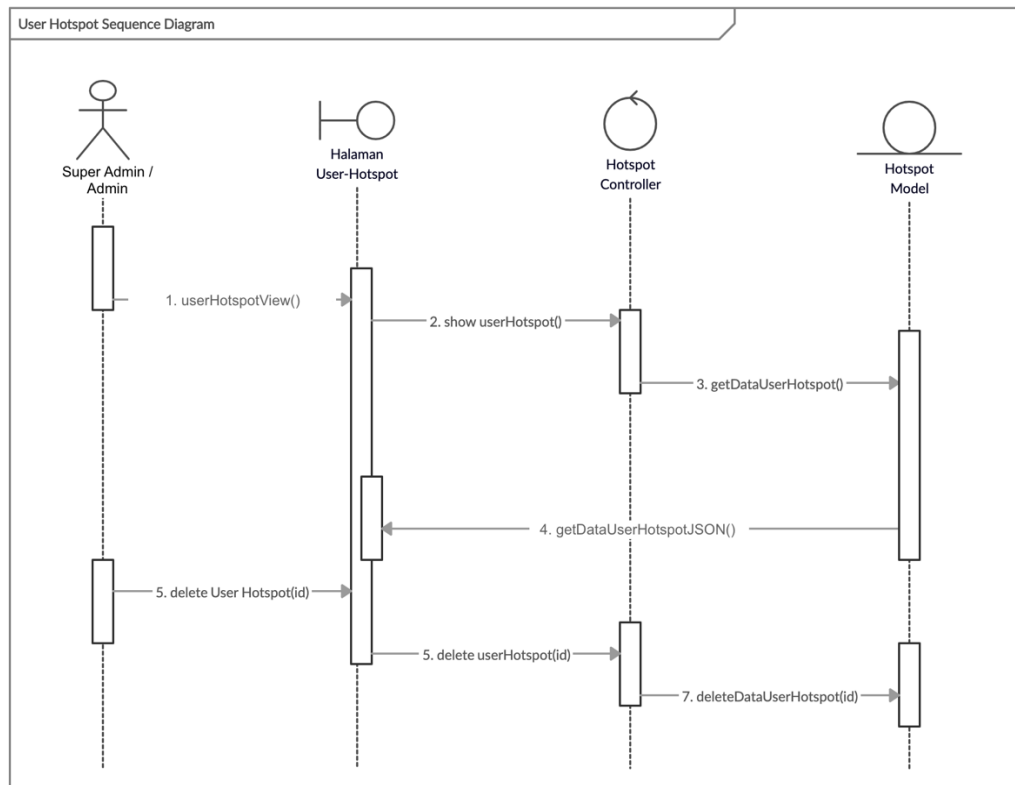 User Hotspot Sequence Diagram
Super Admin /
Admin
Halaman
User-Hotspot
Hotspot
Controller
Hotspot
Model
1. userHotspotView()
2. show userHotspot()
3. getDataUserHotspot()
4. getDataUserHotspotJSON()
5. delete User Hotspot(id)
5. delete userHotspot(id)
7. deleteDataUserHotspot(id)